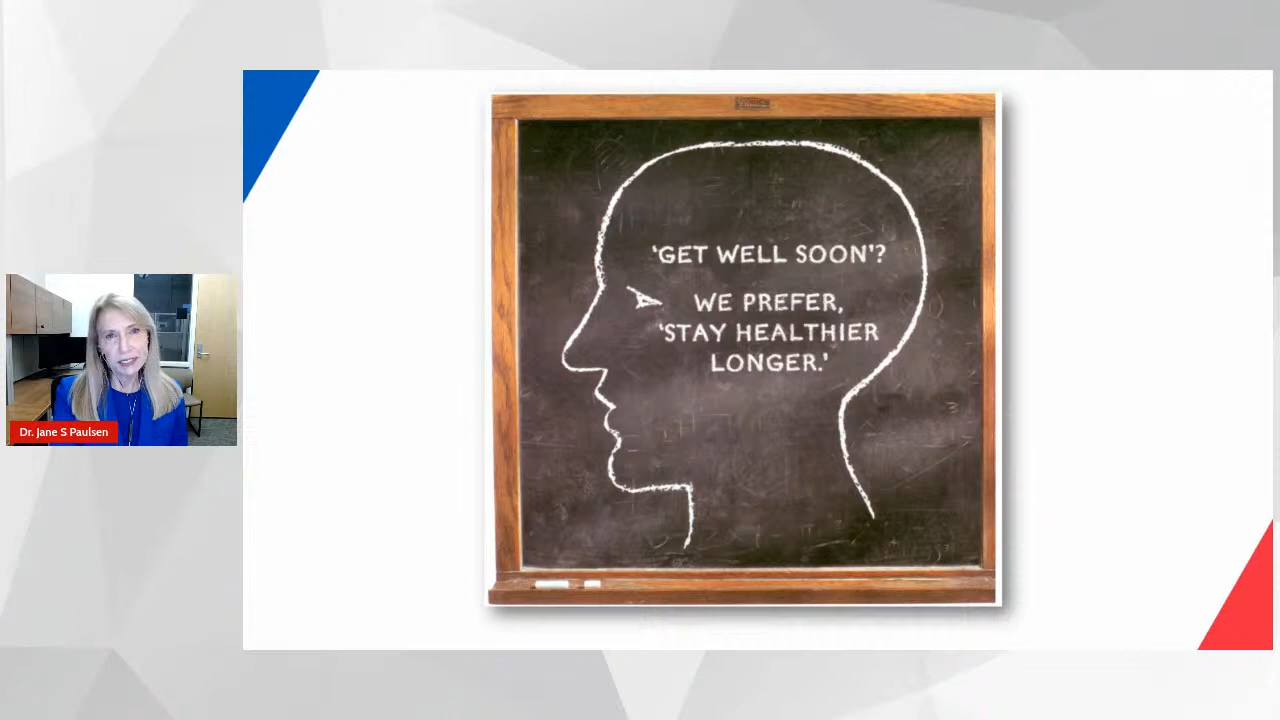 Dr. Jane S Paulsen
'GET WELL SOON'?
WE PREFER,
'STAY HEALTHIER
LONGER.'